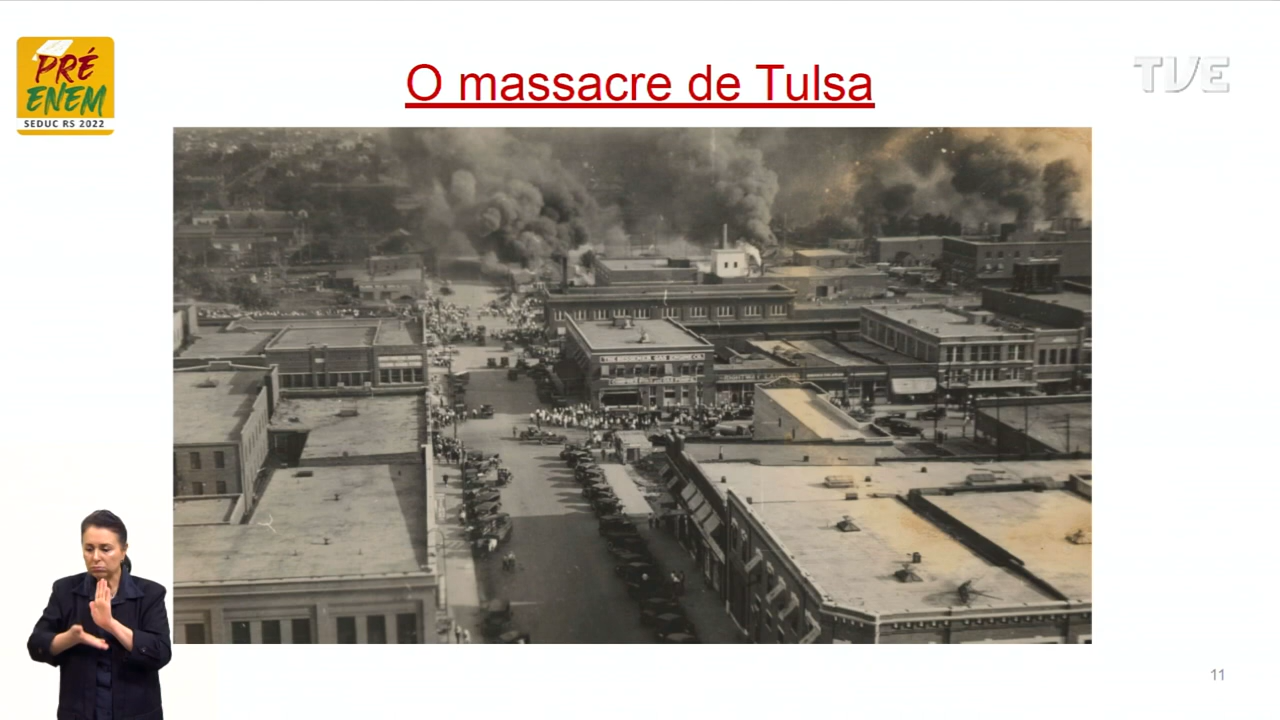 PRÉ
ENEM
SEDUC RS 2022
O massacre de Tulsa
TVE
11